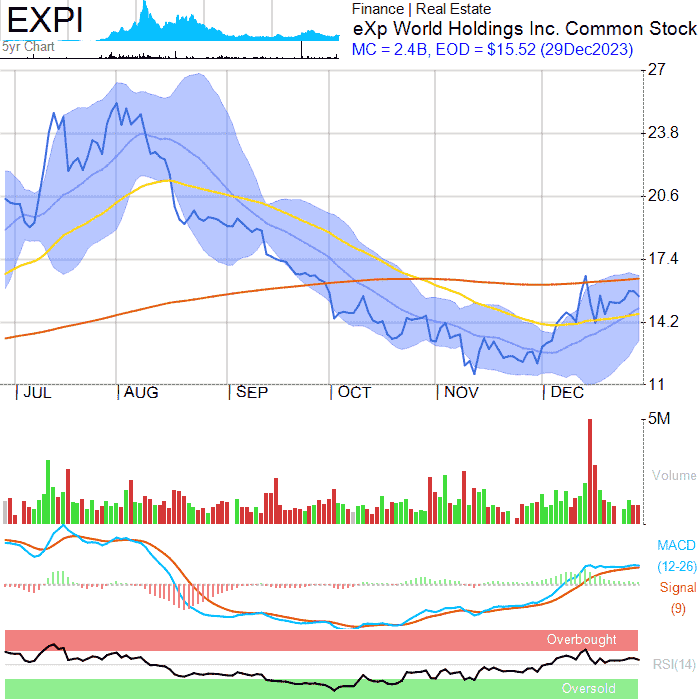 EXPI
5yr Chart
Finance | Real Estate
eXp World Holdings Inc. Common Stock
MC = 2.4B, EOD = $15.52 (29Dec2023)
27
23.8
20.6
17.4
14.2
11
JUL AUG SEP OCT NOV DEC
5M
Volume
MACD
(12-26)
Signal
(9)
Overbought
RSI(14)
Oversold